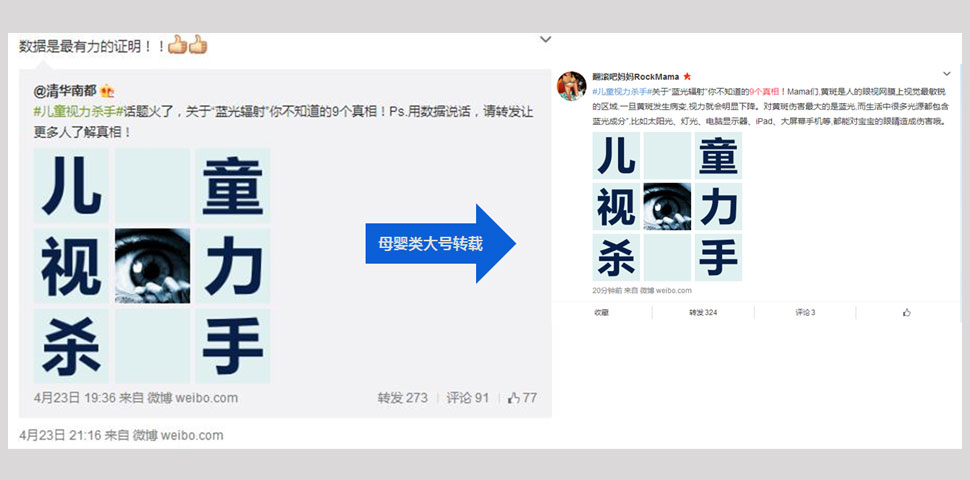 数据是最有力的证明！！
@清华南都
#儿童视力杀手#话题火了，关于“蓝光辐射”你不知道的9个真相！Ps.用数据说话，请转发让
更多人了解真相！
儿 童
视 力
杀 手
4月23日 19:36 来自 微博 weibo.com
转发 273 评论 91 77
4月23日 21:16 来自 微博 weibo.com
母婴类大号转载
翻滚吧妈妈RockMama
#儿童视力杀手#关于“蓝光辐射”你不知道的9个真相！Mama们,黄斑是人的眼视网膜上视觉最敏锐
的区域,一旦黄斑发生病变,视力就会明显下降。对黄斑伤害最大的是蓝光,而生活中很多光源都包含
蓝光成分”,比如太阳光、灯光、电脑显示器、iPad、大屏幕手机等,都能对宝宝的眼睛造成伤害哦。
儿 童
视 力
杀 手
20分钟前 来自 微博 weibo.com
收藏 转发 324 评论 3